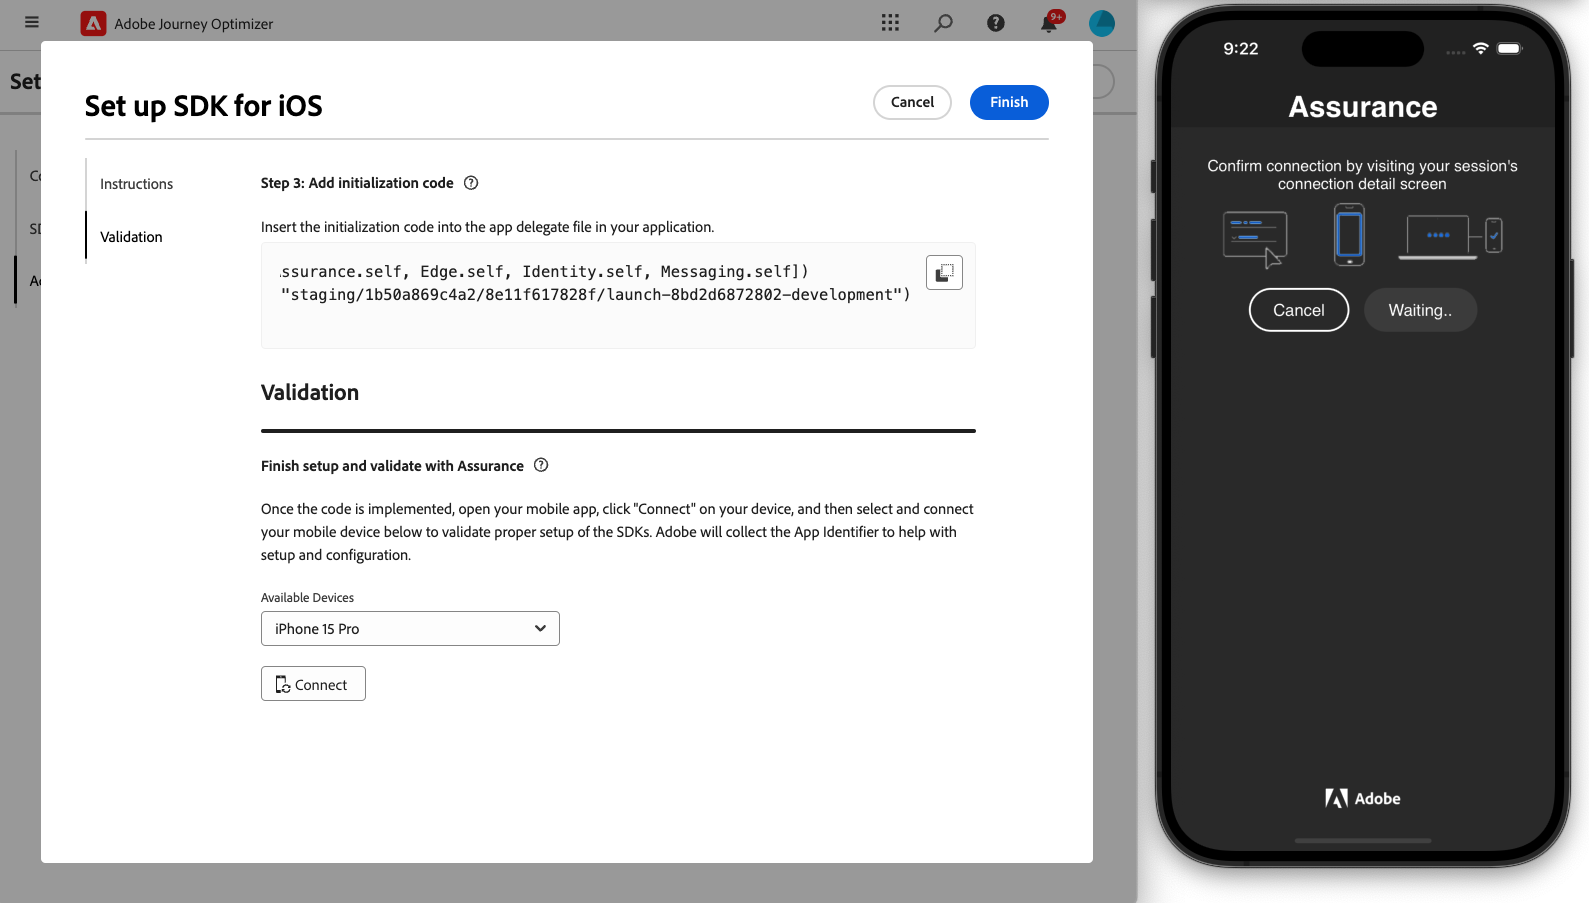 Adobe Journey Optimizer
9+
Set
Set up SDK for iOS
Cancel
Finish
Instructions
Validation
Step 3: Add initialization code
Insert the initialization code into the app delegate file in your application.
ssurance.self, Edge.self, Identity.self, Messaging.self])
"staging/1b50a869c4a2/8e11f617828f/launch-8bd2d6872802-development")
Validation
Finish setup and validate with Assurance
Once the code is implemented, open your mobile app, click "Connect" on your device, and then select and connect
your mobile device below to validate proper setup of the SDKs. Adobe will collect the App Identifier to help with
setup and configuration.
Available Devices
iPhone 15 Pro
Connect
9:22
Assurance
Confirm connection by visiting your session's
connection detail screen
Cancel
Waiting..
Adobe